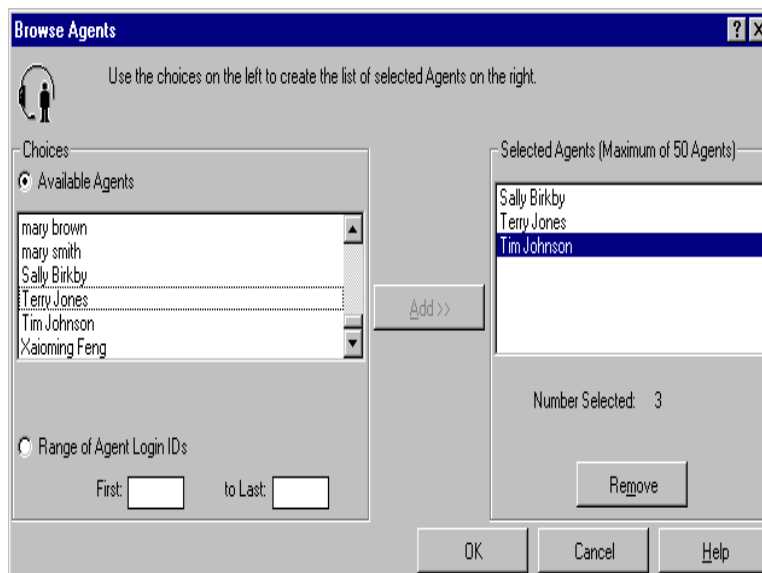 Browse Agents
? X
Use the choices on the left to create the list of selected Agents on the right.
Choices
Available Agents
mary brown
mary smith
Sally Birkby
Terry Jones
Tim Johnson
Xaioming Feng
Range of Agent Login IDs
First: to Last:
Add >>
Selected Agents (Maximum of 50 Agents)
Sally Birkby
Terry Jones
Tim Johnson
Number Selected: 3
Remove
OK Cancel Help